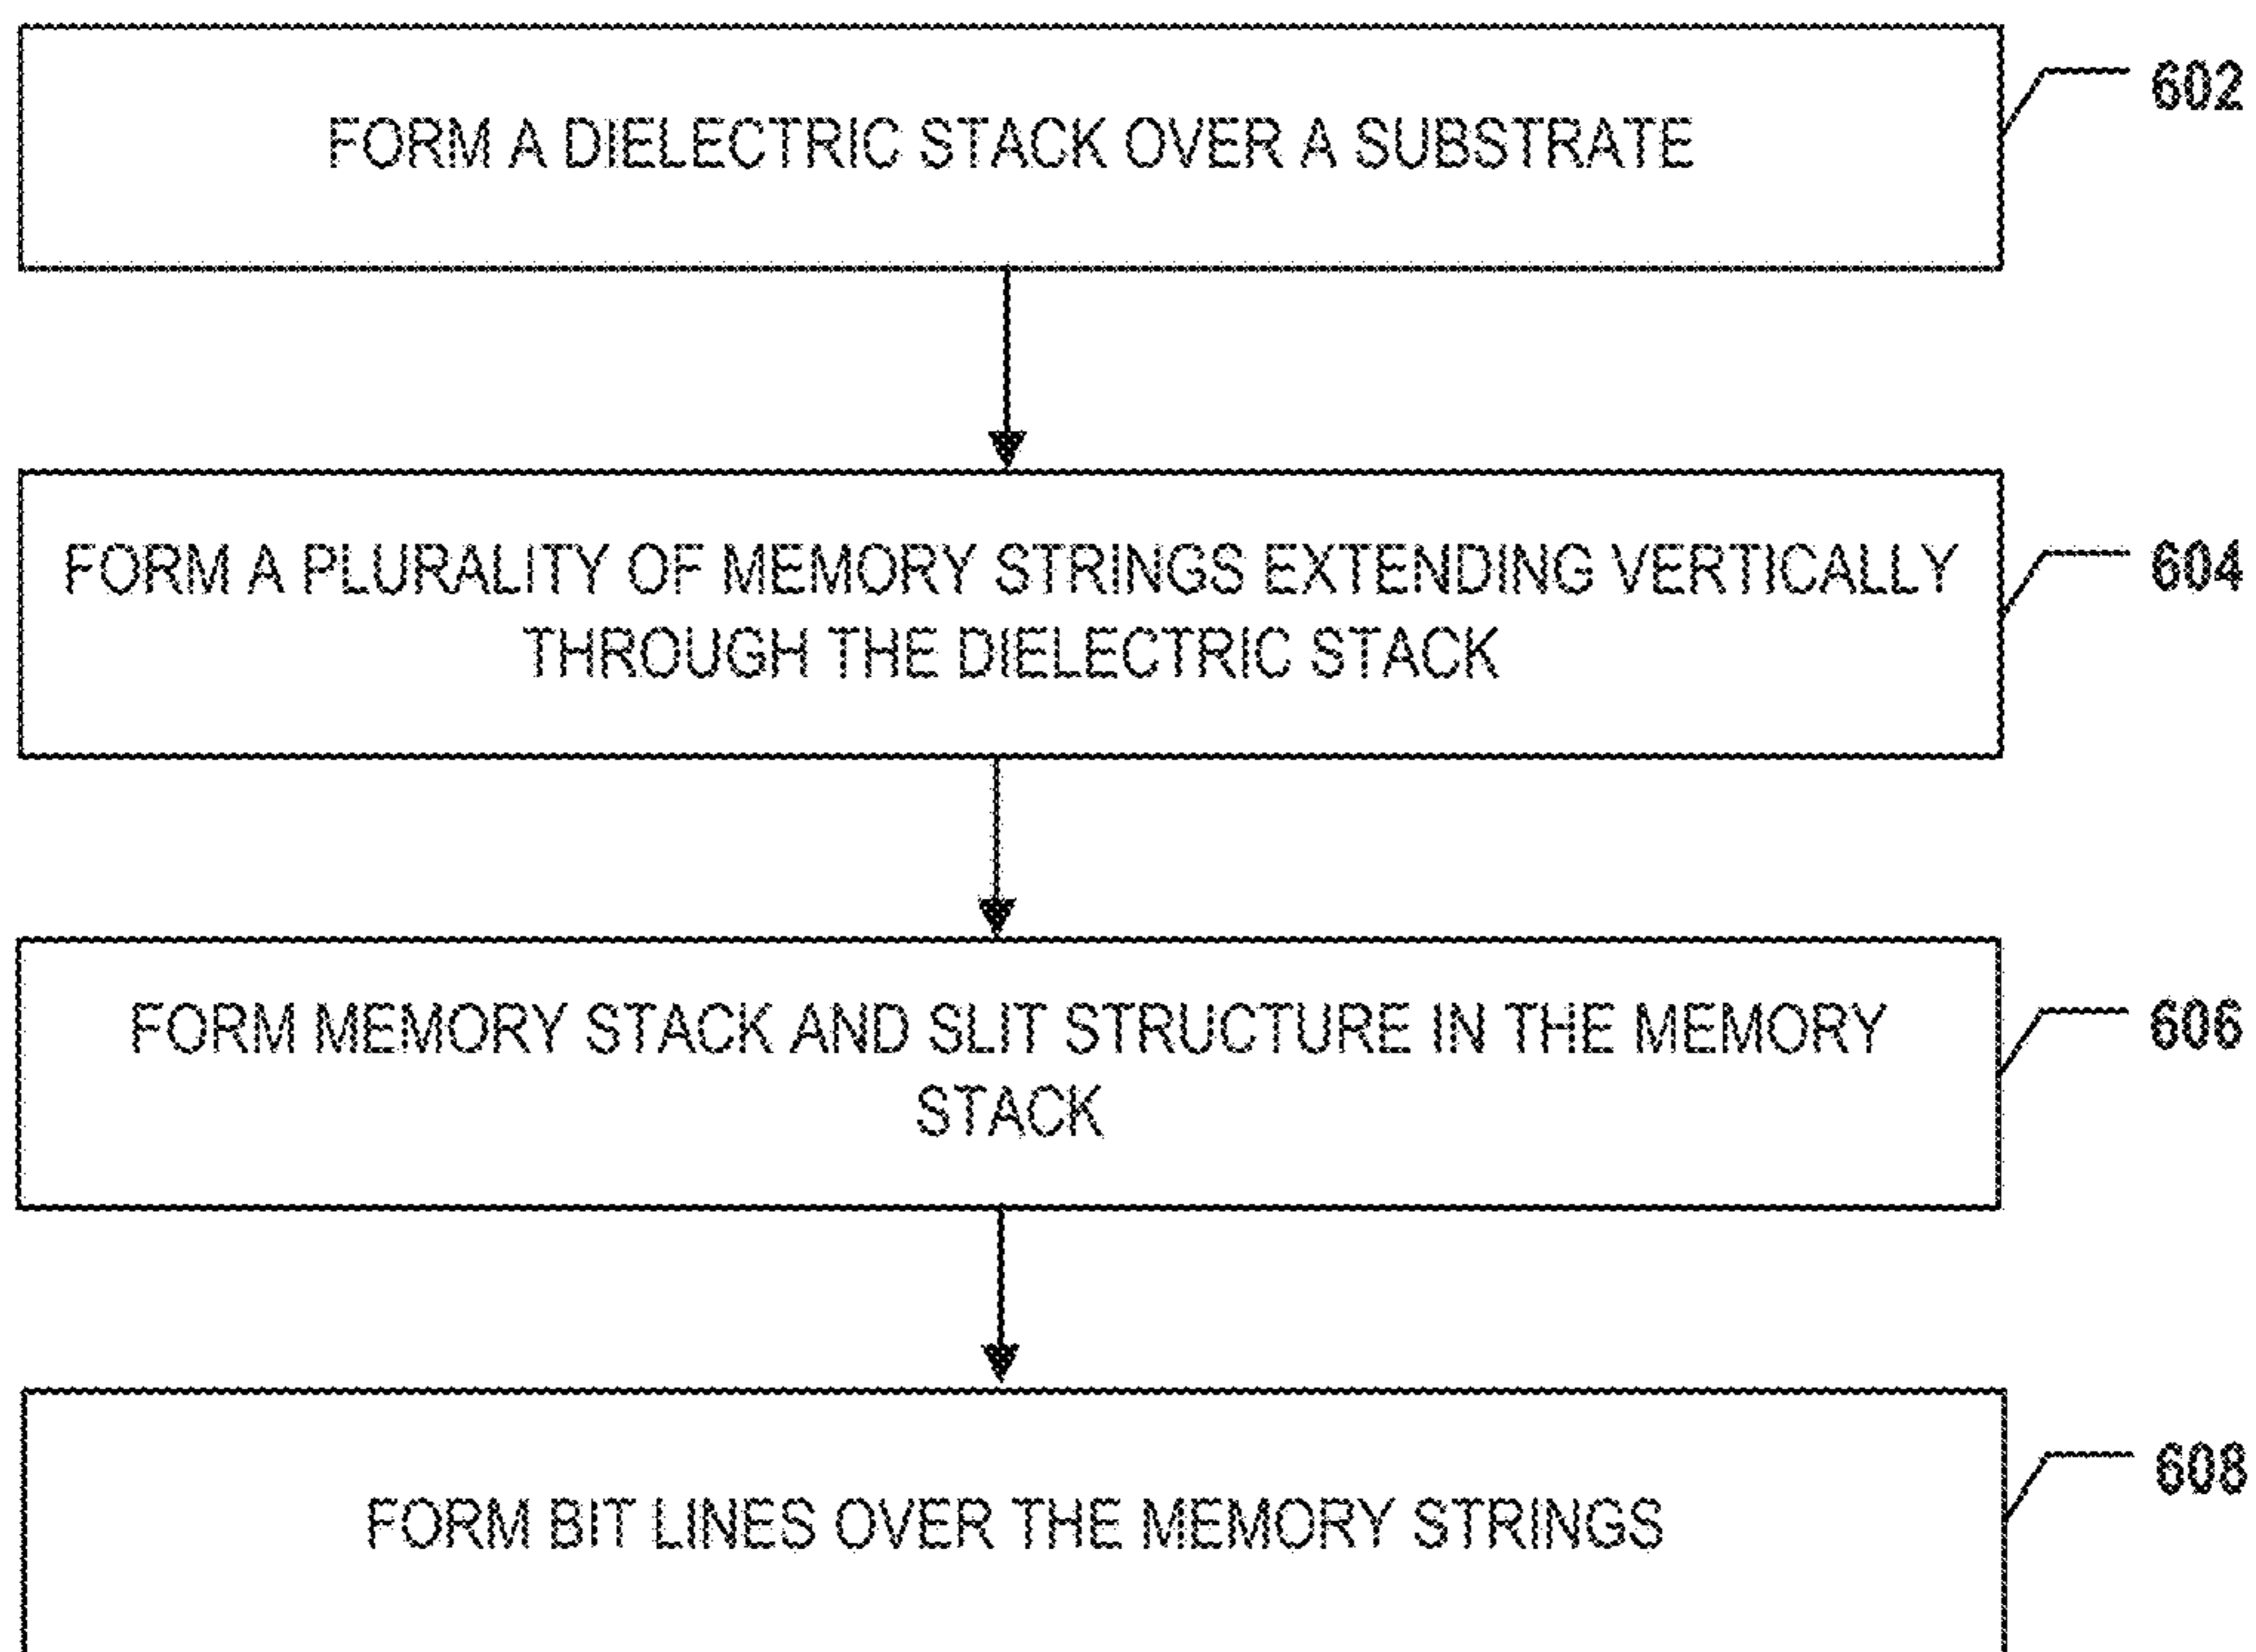 FORM A DIELECTRIC STACK OVER A SUBSTRATE
602
FORM A PLURALITY OF MEMORY STRINGS EXTENDING VERTICALLY
THROUGH THE DIELECTRIC STACK
604
FORM MEMORY STACK AND SLIT STRUCTURE IN THE MEMORY
STACK
606
FORM BIT LINES OVER THE MEMORY STRINGS
608